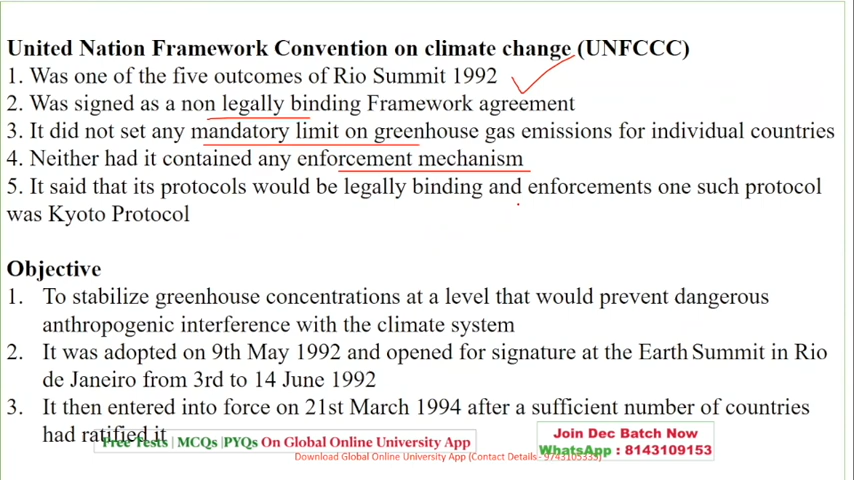 United Nation Framework Convention on climate change (UNFCCC)
1. Was one of the five outcomes of Rio Summit 1992
2. Was signed as a non legally binding Framework agreement
3. It did not set any mandatory limit on greenhouse gas emissions for individual countries
4. Neither had it contained any enforcement mechanism
5. It said that its protocols would be legally binding and enforcements one such protocol
was Kyoto Protocol
Objective
1. To stabilize greenhouse concentrations at a level that would prevent dangerous
anthropogenic interference with the climate system
2. It was adopted on 9th May 1992 and opened for signature at the Earth Summit in Rio
de Janeiro from 3rd to 14 June 1992
3. It then entered into force on 21st March 1994 after a sufficient number of countries
had ratified it
Free Tests | MCQs |PYQs On Global Online University App
Join Dec Batch Now
WhatsApp : 8143109153
Download Global Online University App (Contact Details - 9743105335)